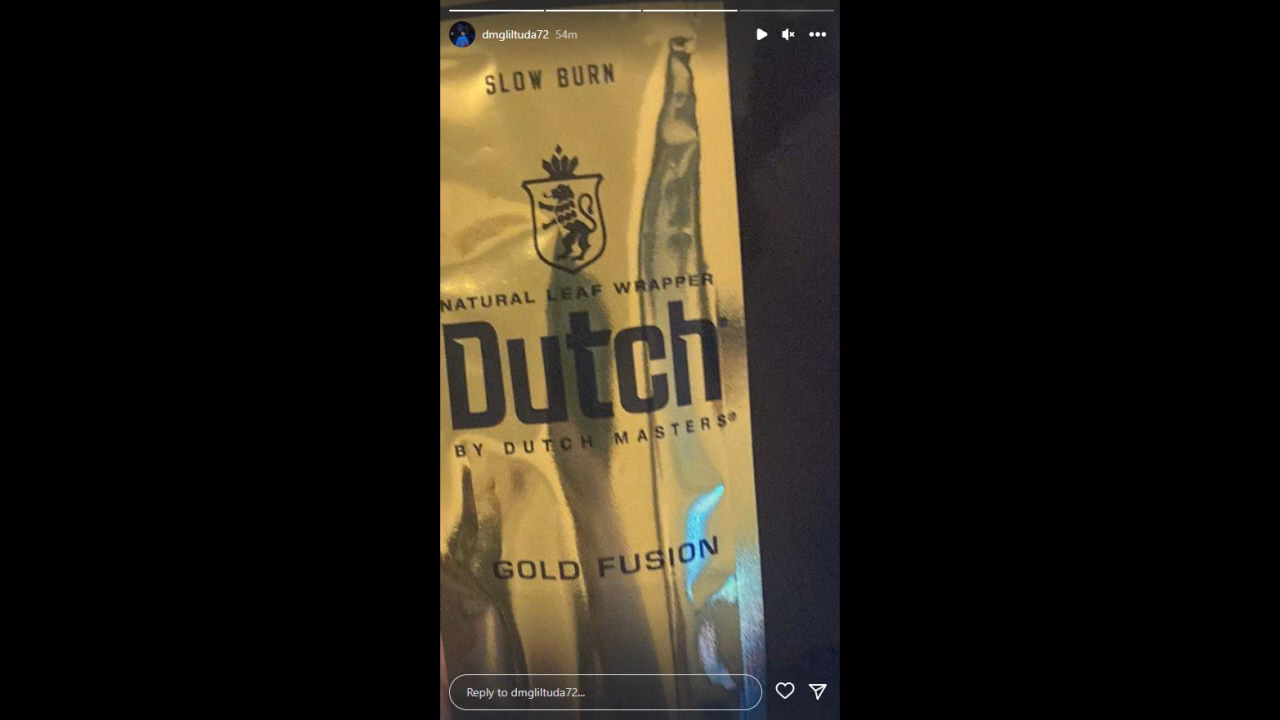 dmgliltuda72 54m
SLOW BURN
NATURAL LEAF WRAPPER
Dutch®
BY DUTCH MASTERS®
GOLD FUSION
Reply to dmgliltuda72...